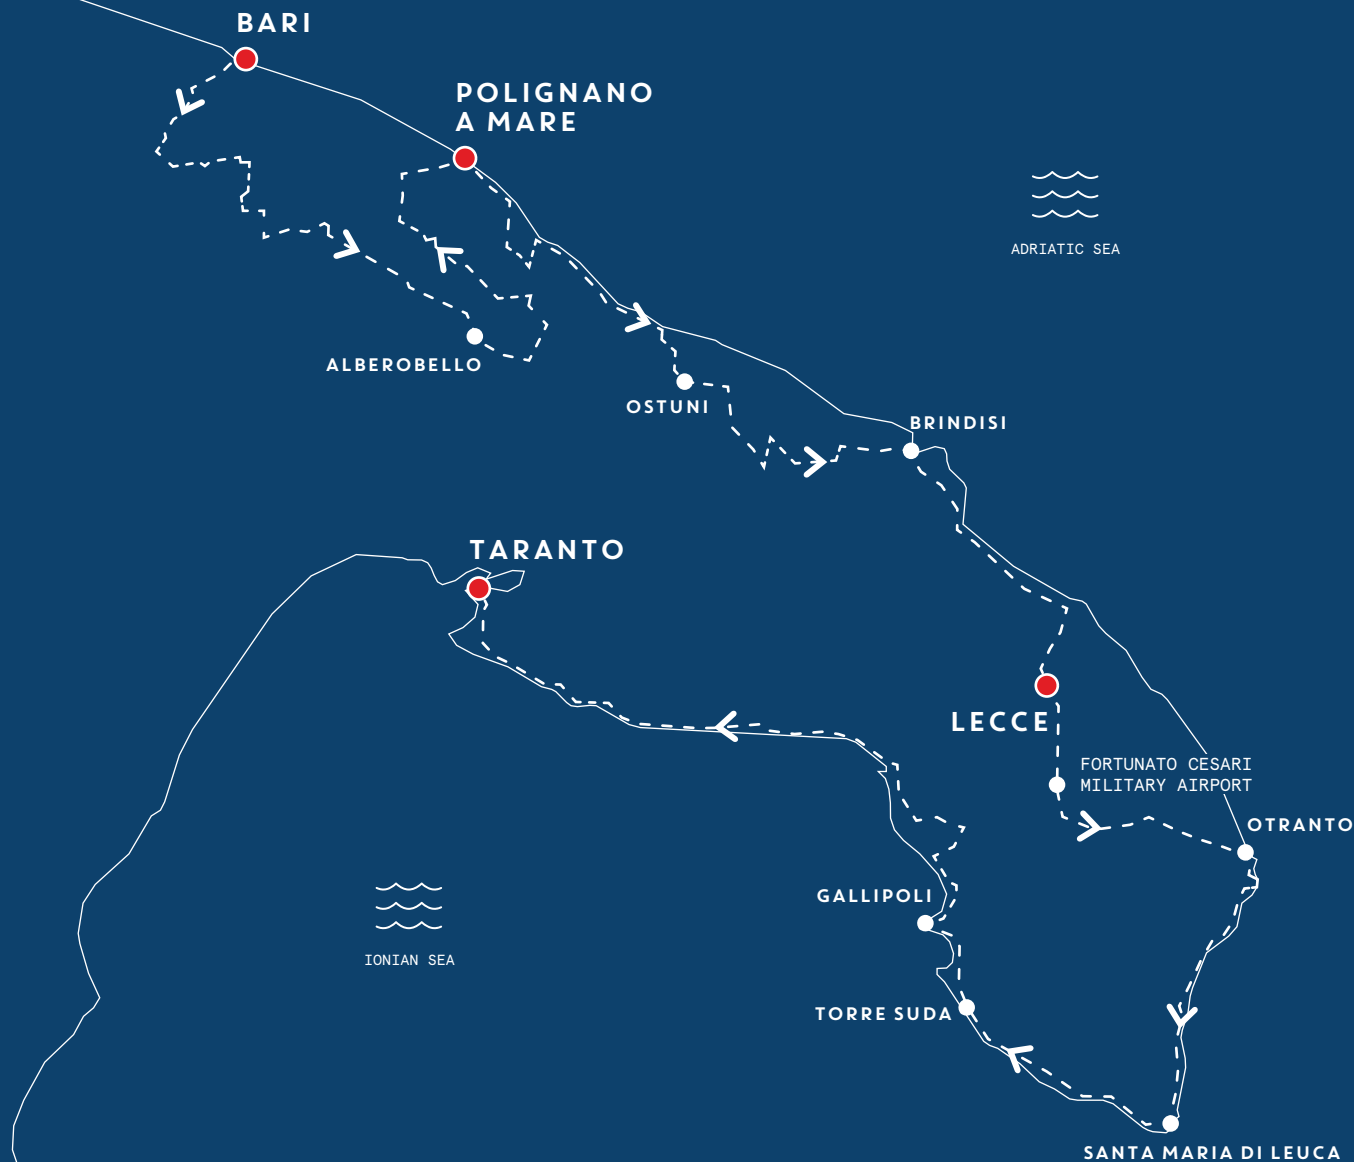 BARI
POLIGNANO
A MARE
ADRIATIC SEA
ALBEROBELLO
OSTUNI
BRINDISI
TARANTO
LECCE
FORTUNATO CESARI
MILITARY AIRPORT
OTRANTO
GALLIPOLI
IONIAN SEA
TORRE SUDA
SANTA MARIA DI LEUCA